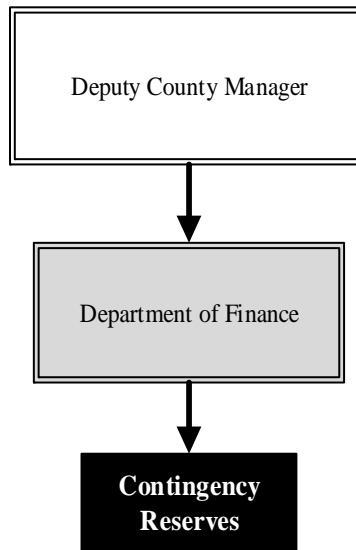 Deputy County Manager
Department of Finance
Contingency
Reserves